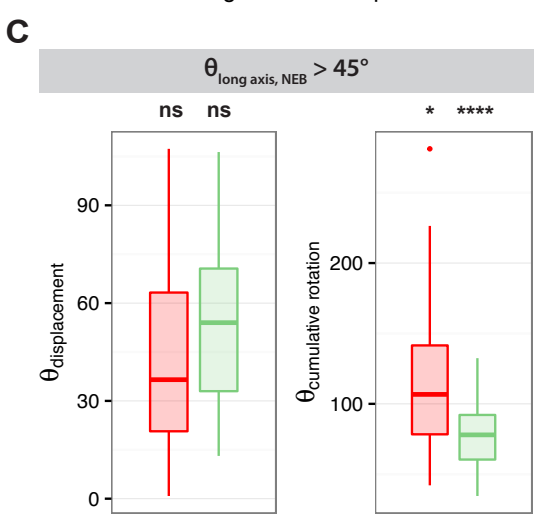 C
θlong axis, NEB > 45°
ns ns
* ****
θdisplacement
90
60
30
0
θcumulative rotation
200
100